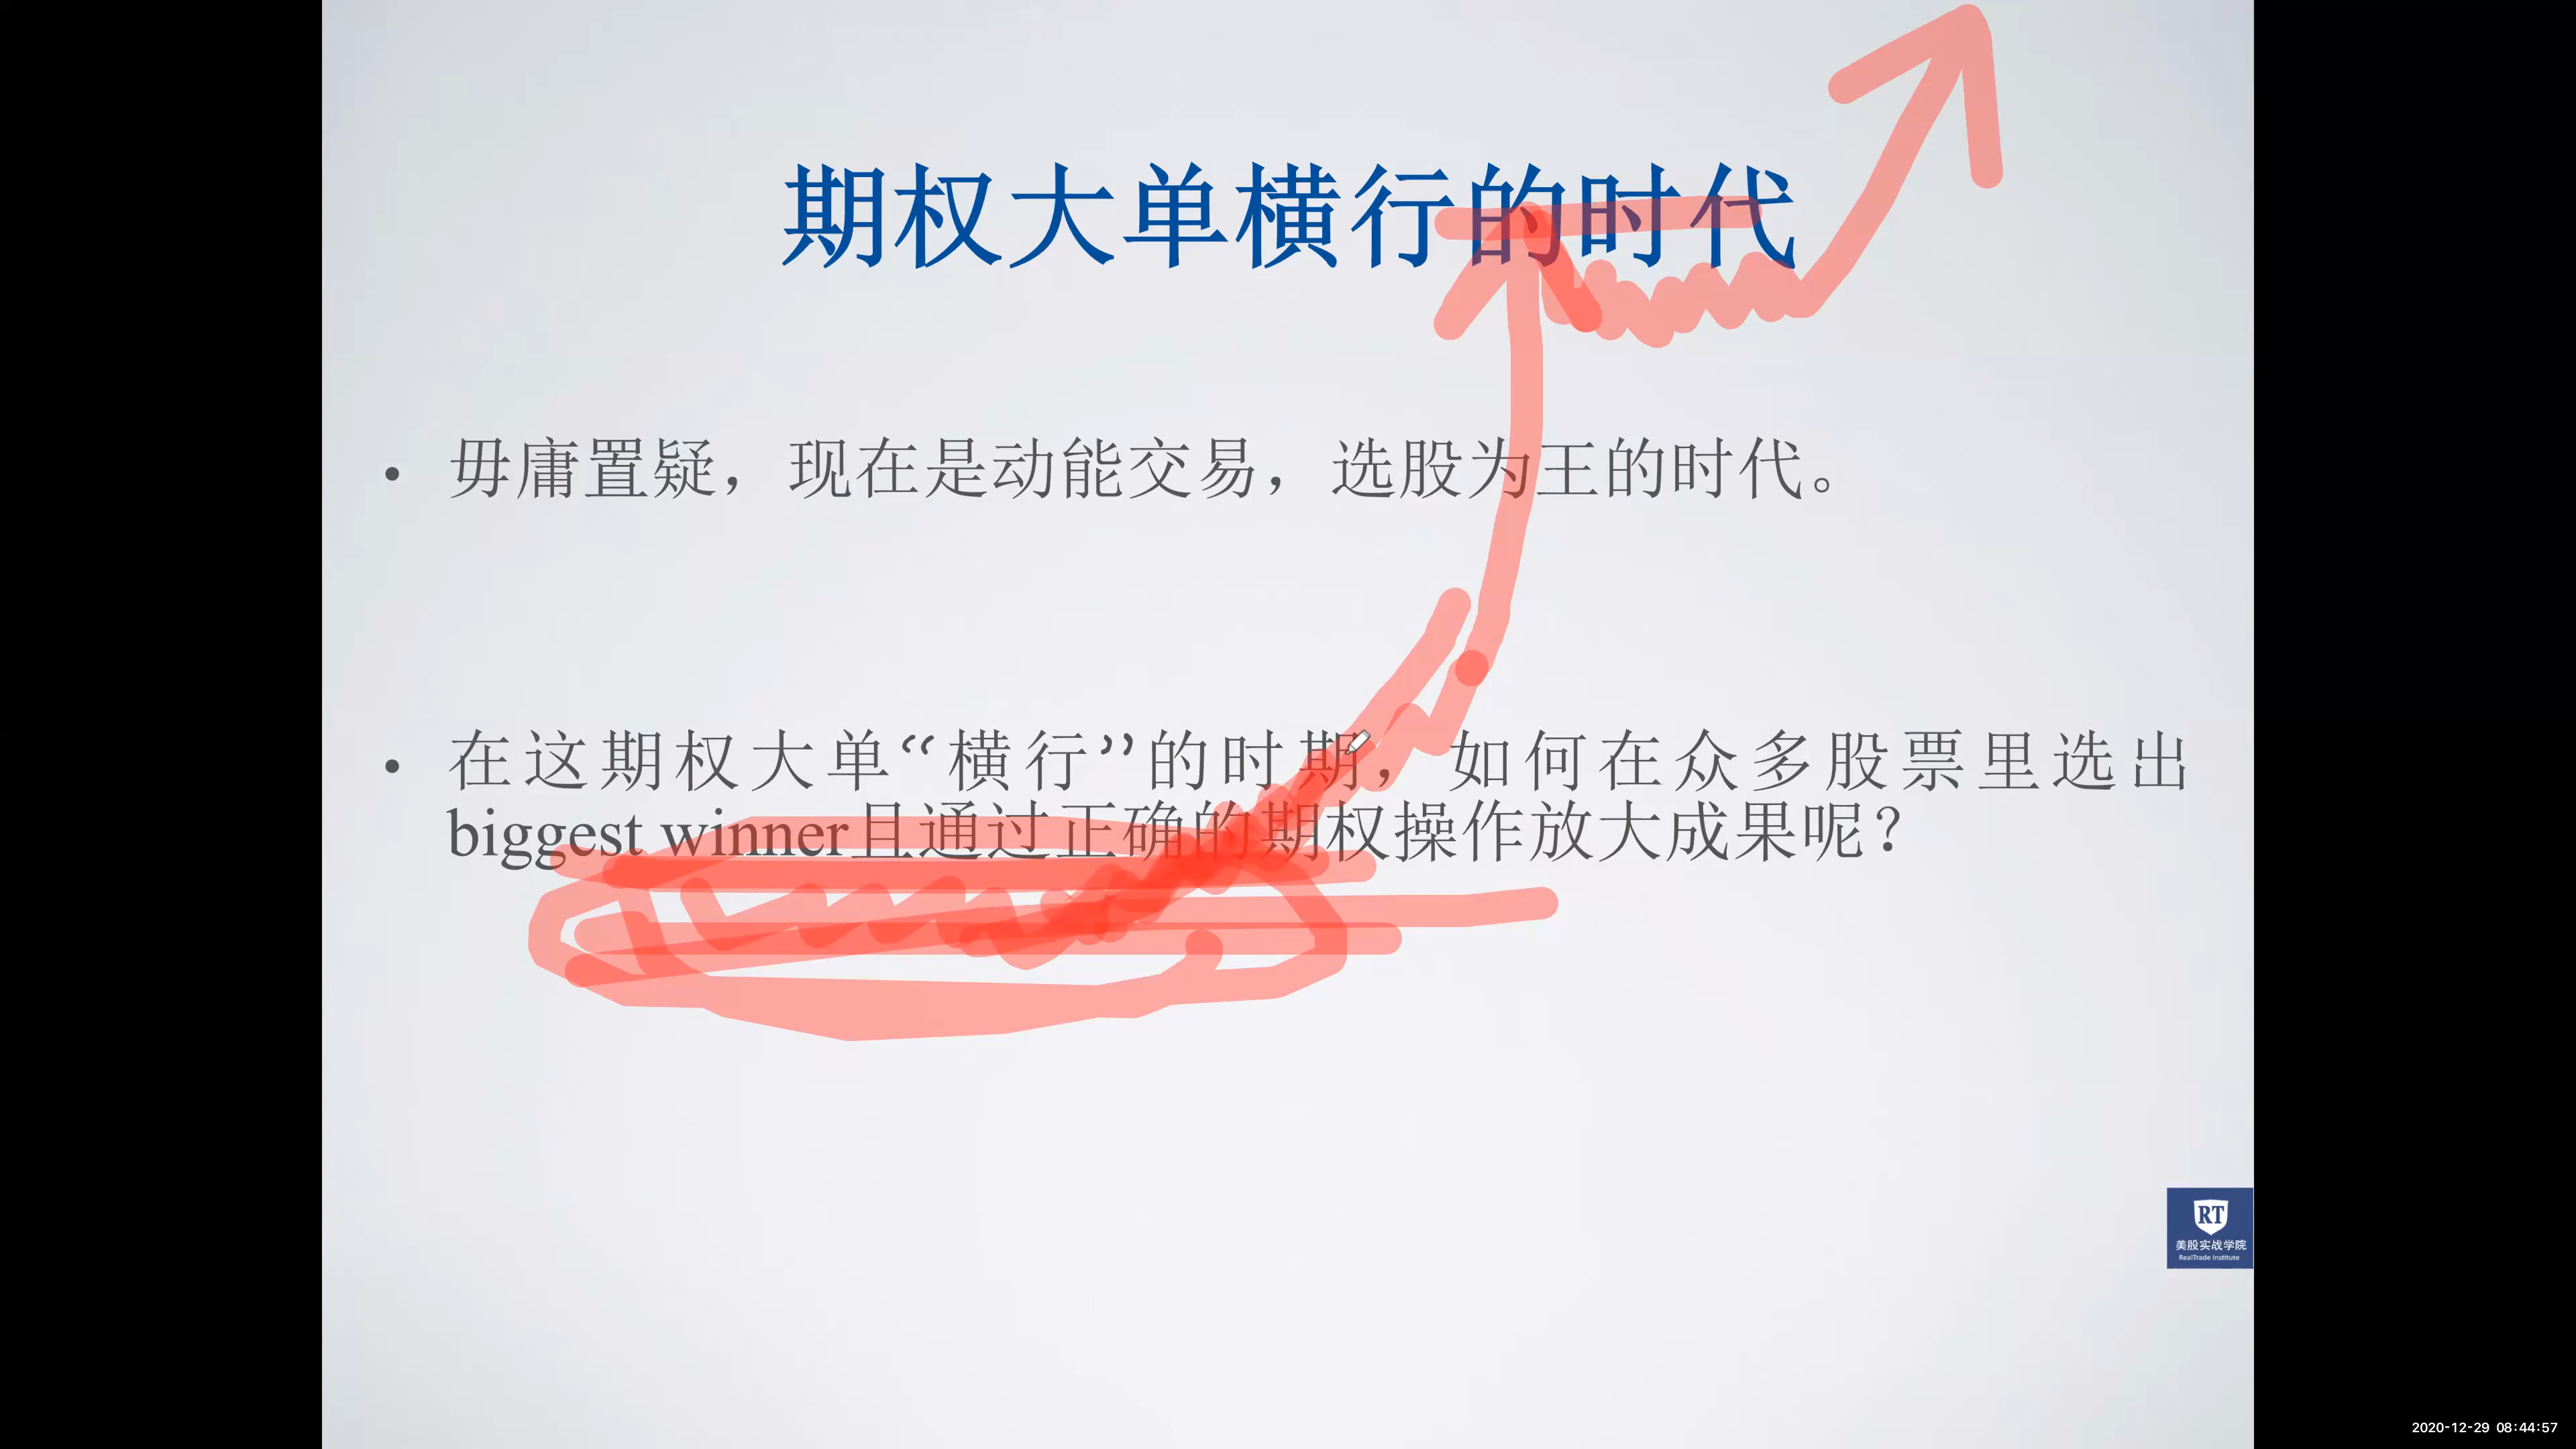 期权大单横行的时代
• 毋庸置疑，现在是动能交易，选股为王的时代。
• 在这期权大单“横行”的时期，如何在众多股票里选出
biggest winner且通过正确的期权操作放大成果呢？
RT
美股实战学院
RealTrade Institute
2020-12-29 08:44:57